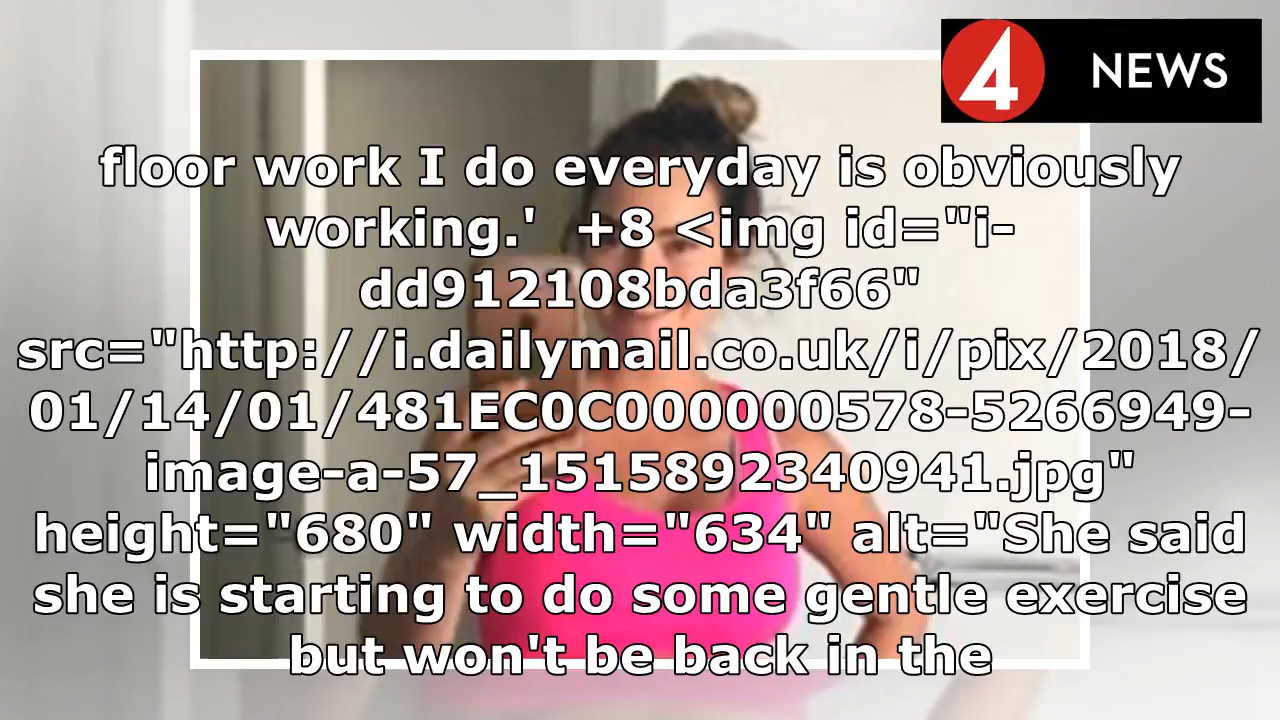 4 NEWS
floor work I do everyday is obviously
working.'  +8 <img id="i-
dd912108bda3f66"
src="http://i.dailymail.co.uk/i/pix/2018/
01/14/01/481EC0C000000578-5266949-
image-a-57_1515892340941.jpg"
height="680" width="634" alt="She said
she is starting to do some gentle exercise
but won't be back in the